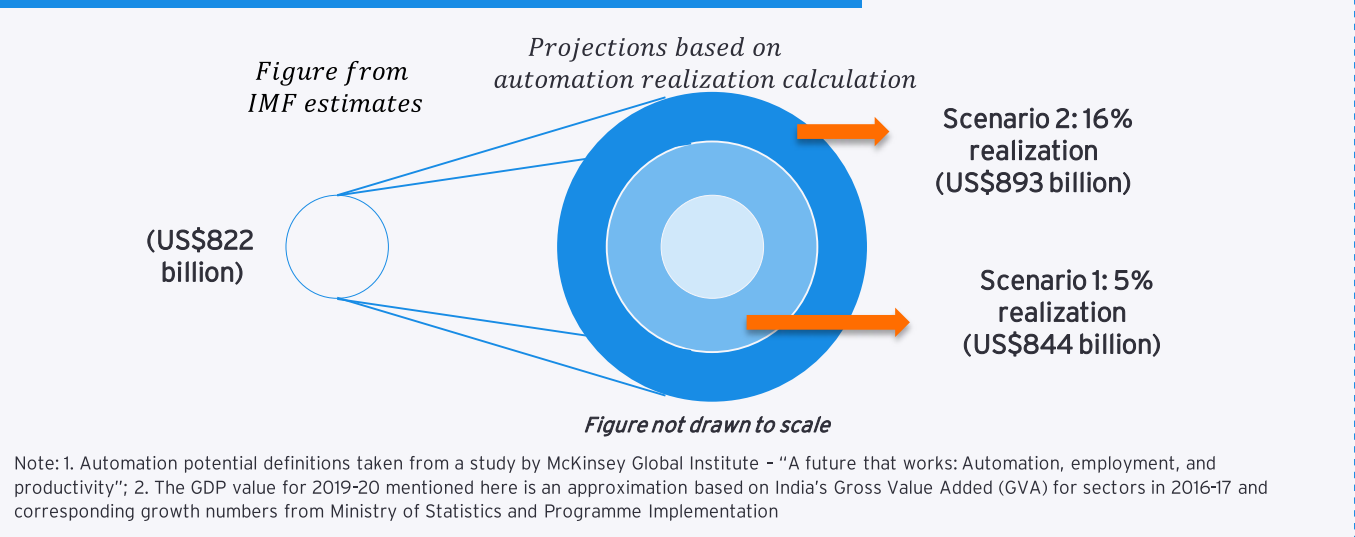 Projections based on
automation realization calculation
Figure from
IMF estimates
Scenario 2: 16%
realization
(US$893 billion)
(US$822
billion)
Scenario 1: 5%
realization
(US$844 billion)
Figure not drawn to scale
Note: 1. Automation potential definitions taken from a study by McKinsey Global Institute – “A future that works: Automation, employment, and
productivity”; 2. The GDP value for 2019-20 mentioned here is an approximation based on India’s Gross Value Added (GVA) for sectors in 2016-17 and
corresponding growth numbers from Ministry of Statistics and Programme Implementation